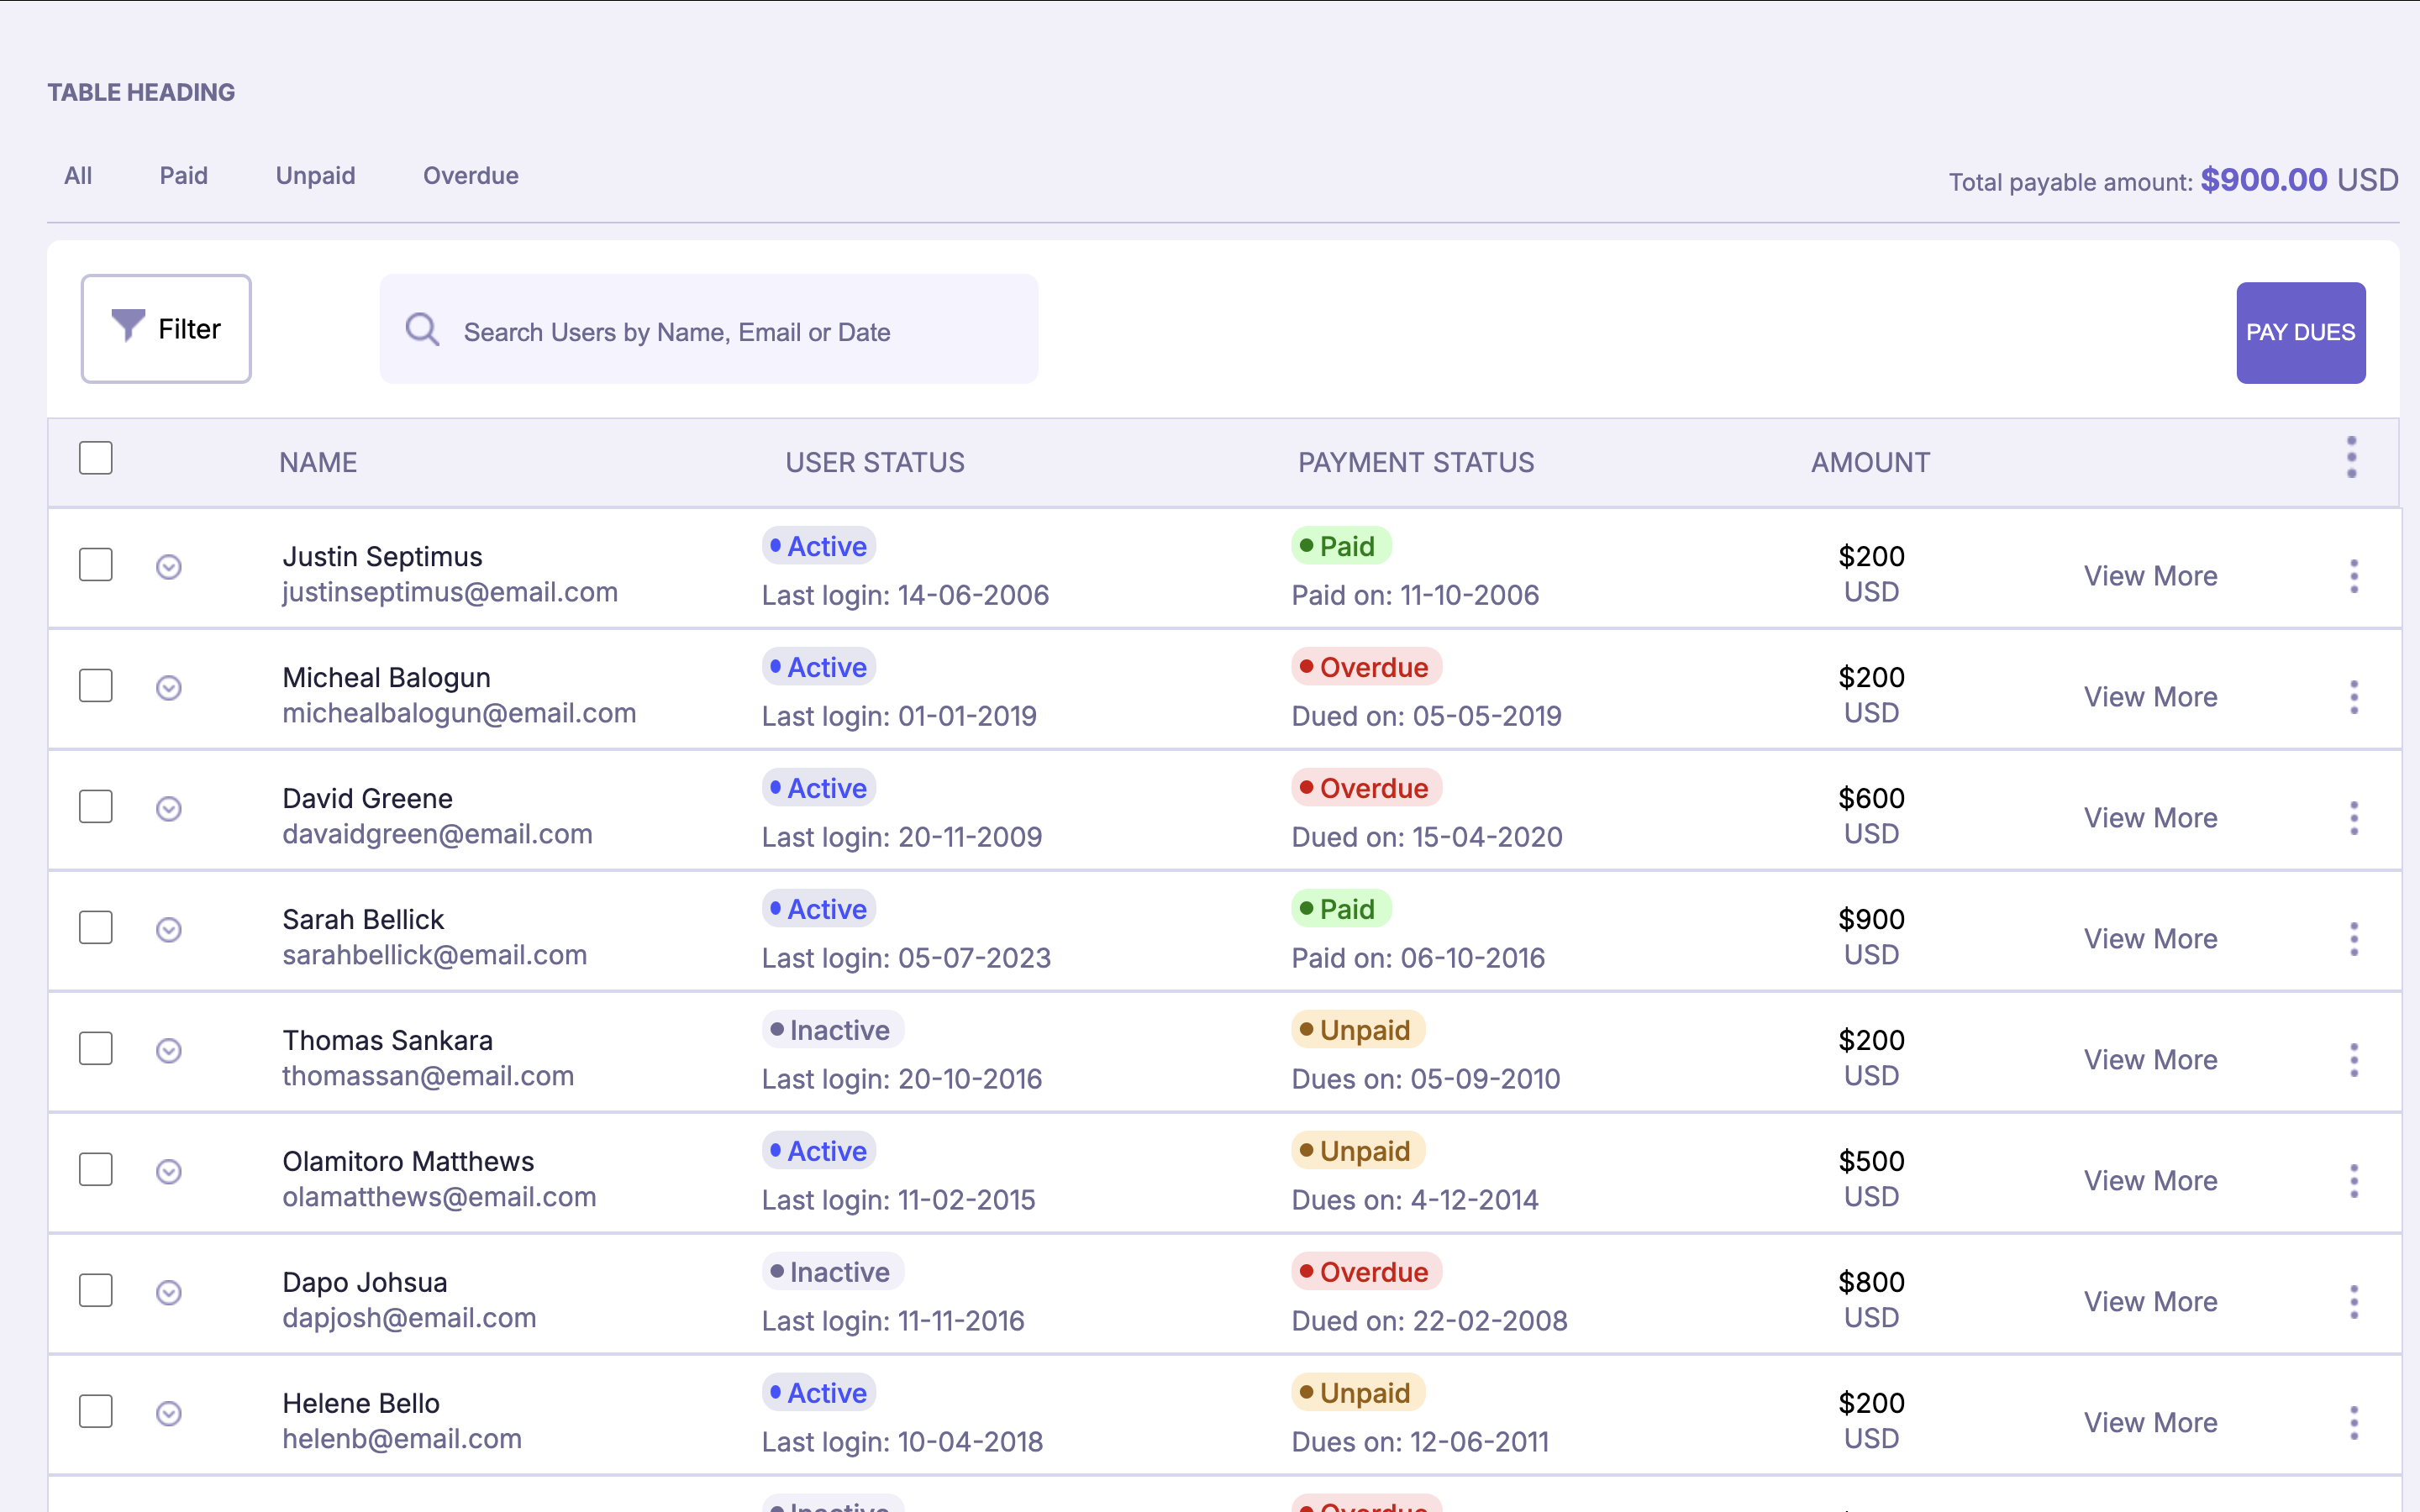 TABLE HEADING
All Paid Unpaid Overdue
Total payable amount: $900.00 USD
Filter
Search Users by Name, Email or Date
PAY DUES
NAME USER STATUS PAYMENT STATUS AMOUNT
Justin Septimus Active Paid $200
justinseptimus@email.com Last login: 14-06-2006 Paid on: 11-10-2006 USD View More
Micheal Balogun Active Overdue $200
michealbalogun@email.com Last login: 01-01-2019 Dued on: 05-05-2019 USD View More
David Greene Active Overdue $600
davaidgreen@email.com Last login: 20-11-2009 Dued on: 15-04-2020 USD View More
Sarah Bellick Active Paid $900
sarahbellick@email.com Last login: 05-07-2023 Paid on: 06-10-2016 USD View More
Thomas Sankara Inactive Unpaid $200
thomassan@email.com Last login: 20-10-2016 Dues on: 05-09-2010 USD View More
Olamitoro Matthews Active Unpaid $500
olamatthews@email.com Last login: 11-02-2015 Dues on: 4-12-2014 USD View More
Dapo Johsua Inactive Overdue $800
dapjosh@email.com Last login: 11-11-2016 Dued on: 22-02-2008 USD View More
Helene Bello Active Unpaid $200
helenb@email.com Last login: 10-04-2018 Dues on: 12-06-2011 USD View More
Inactive Overdue